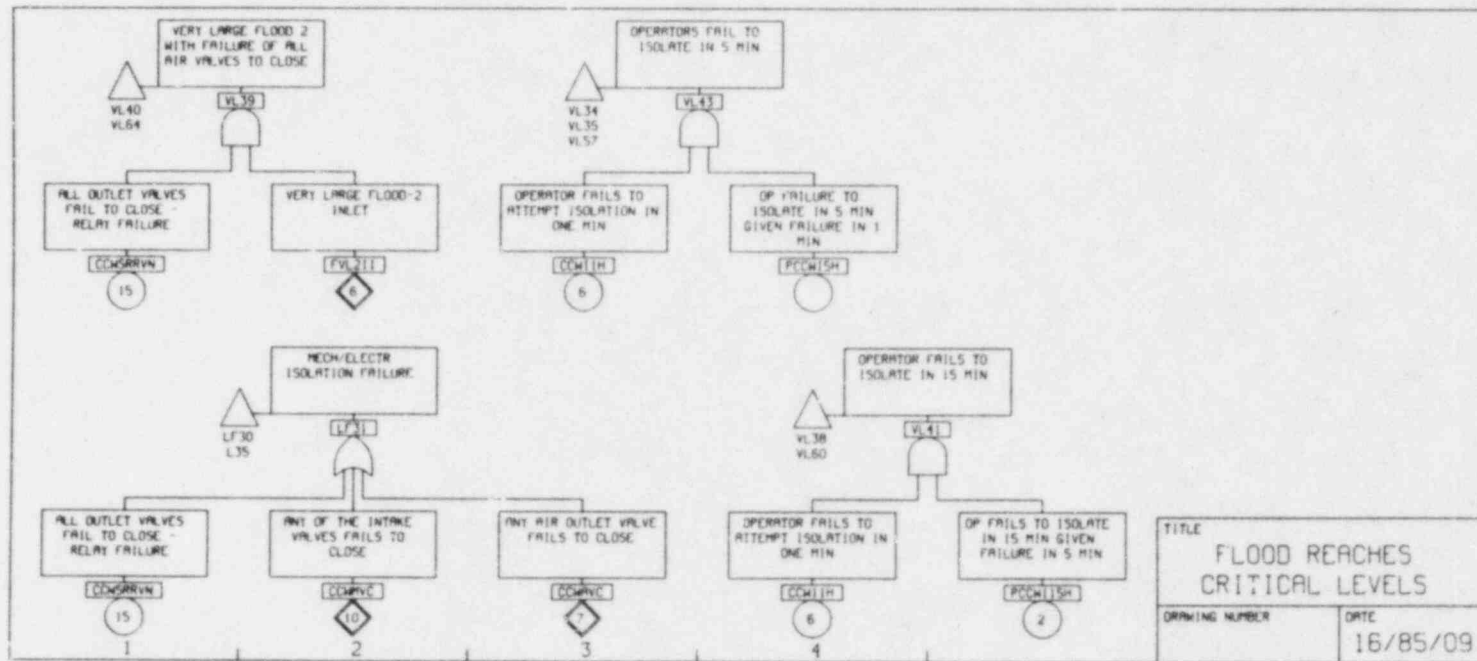 VERY LARGE FLOOD 2
WITH FAILURE OF ALL
AIR VALVES TO CLOSE
VL40
VL64
VL39
ALL OUTLET VALVES
FAIL TO CLOSE -
RELAY FAILURE
CCWSRRVN
15
VERY LARGE FLOOD-2
INLET
FVL2II
6
OPERATORS FAIL TO
ISOLATE IN 5 MIN
VL34
VL35
VL57
VL43
OPERATOR FAILS TO
ATTEMPT ISOLATION IN
ONE MIN
CCWI1H
6
OP FAILURE TO
ISOLATE IN 5 MIN
GIVEN FAILURE IN 1
MIN
PCCWI5H
MECH/ELECTR
ISOLATION FAILURE
LF30
L35
LF31
ALL OUTLET VALVES
FAIL TO CLOSE -
RELAY FAILURE
CCWSRRVN
15
ANY OF THE INTAKE
VALVES FAILS TO
CLOSE
10
ANY AIR OUTLET VALVE
FAILS TO CLOSE
7
OPERATOR FAILS TO
ISOLATE IN 15 MIN
VL38
VL60
VL41
OPERATOR FAILS TO
ATTEMPT ISOLATION IN
ONE MIN
CCWI1H
6
OP FAILS TO ISOLATE
IN 15 MIN GIVEN
FAILURE IN 5 MIN
PCCWI15H
2
1
2
3
4
TITLE
FLOOD REACHES
CRITICAL LEVELS
DRAWING NUMBER
DATE
16/85/09